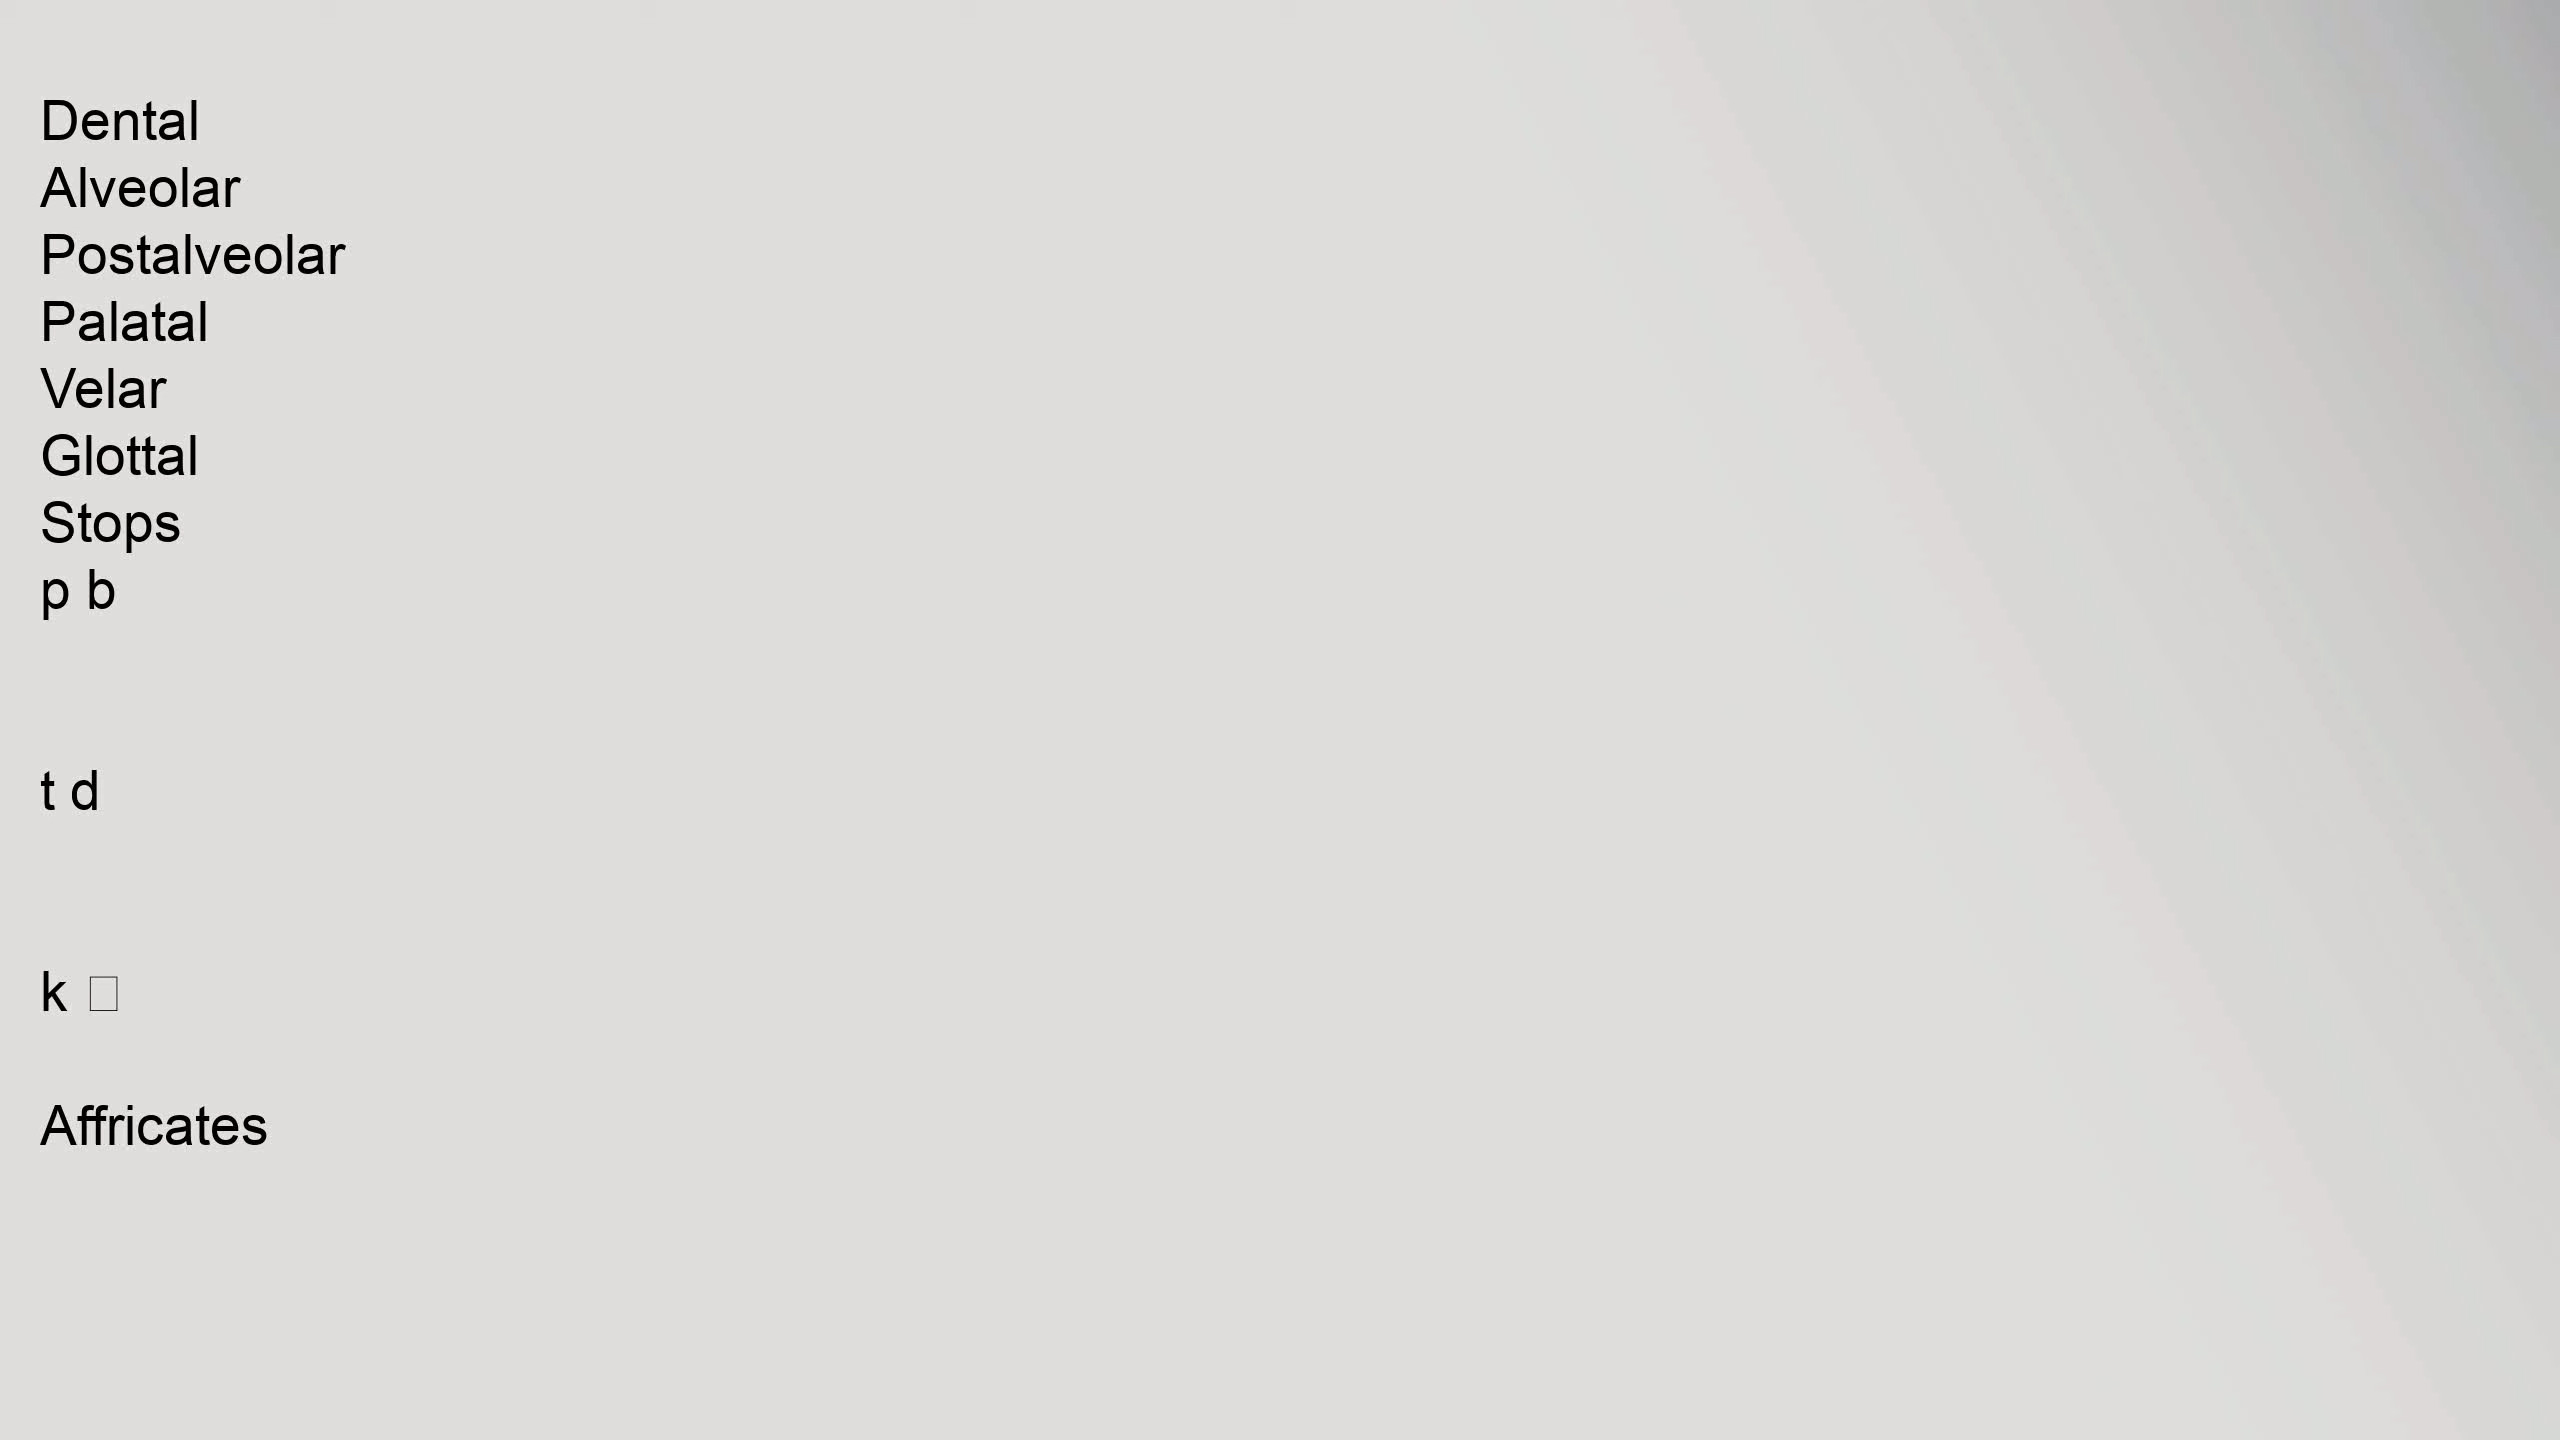 Dental
Alveolar
Postalveolar
Palatal
Velar
Glottal
Stops
p b
t d
k
Affricates